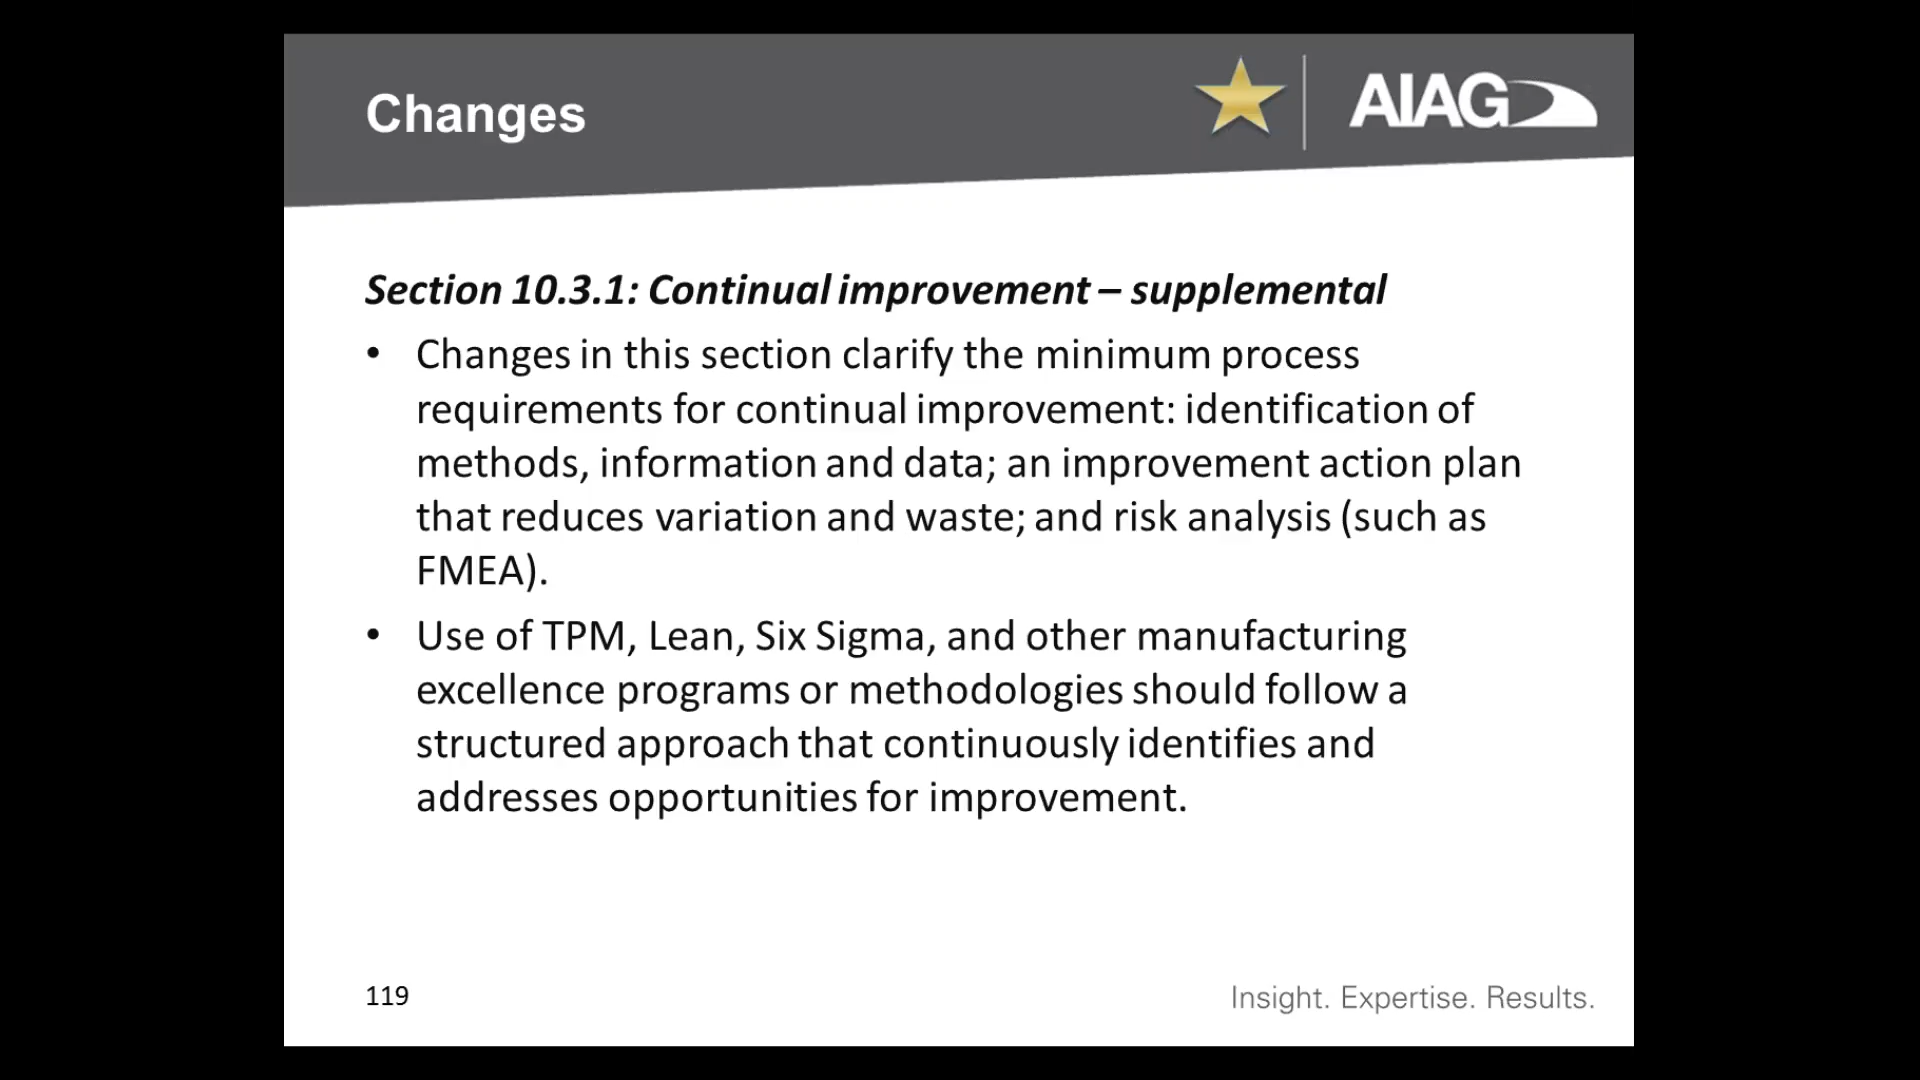 Changes
AIAG
Section 10.3.1: Continual improvement – supplemental
• Changes in this section clarify the minimum process
requirements for continual improvement: identification of
methods, information and data; an improvement action plan
that reduces variation and waste; and risk analysis (such as
FMEA).
• Use of TPM, Lean, Six Sigma, and other manufacturing
excellence programs or methodologies should follow a
structured approach that continuously identifies and
addresses opportunities for improvement.
119
Insight. Expertise. Results.